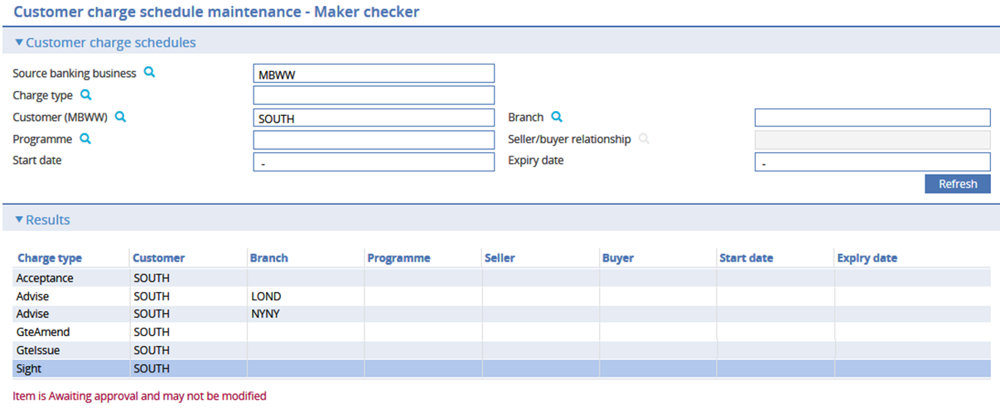 Customer charge schedule maintenance - Maker checker
Customer charge schedules
Source banking business MBWW
Charge type
Customer (MBWW) SOUTH Branch
Programme Seller/buyer relationship
Start date - Expiry date -
Refresh
Results
Charge type Customer Branch Programme Seller Buyer Start date Expiry date
Acceptance SOUTH
Advise SOUTH LOND
Advise SOUTH NYNY
GteAmend SOUTH
GteIssue SOUTH
Sight SOUTH
Item is Awaiting approval and may not be modified